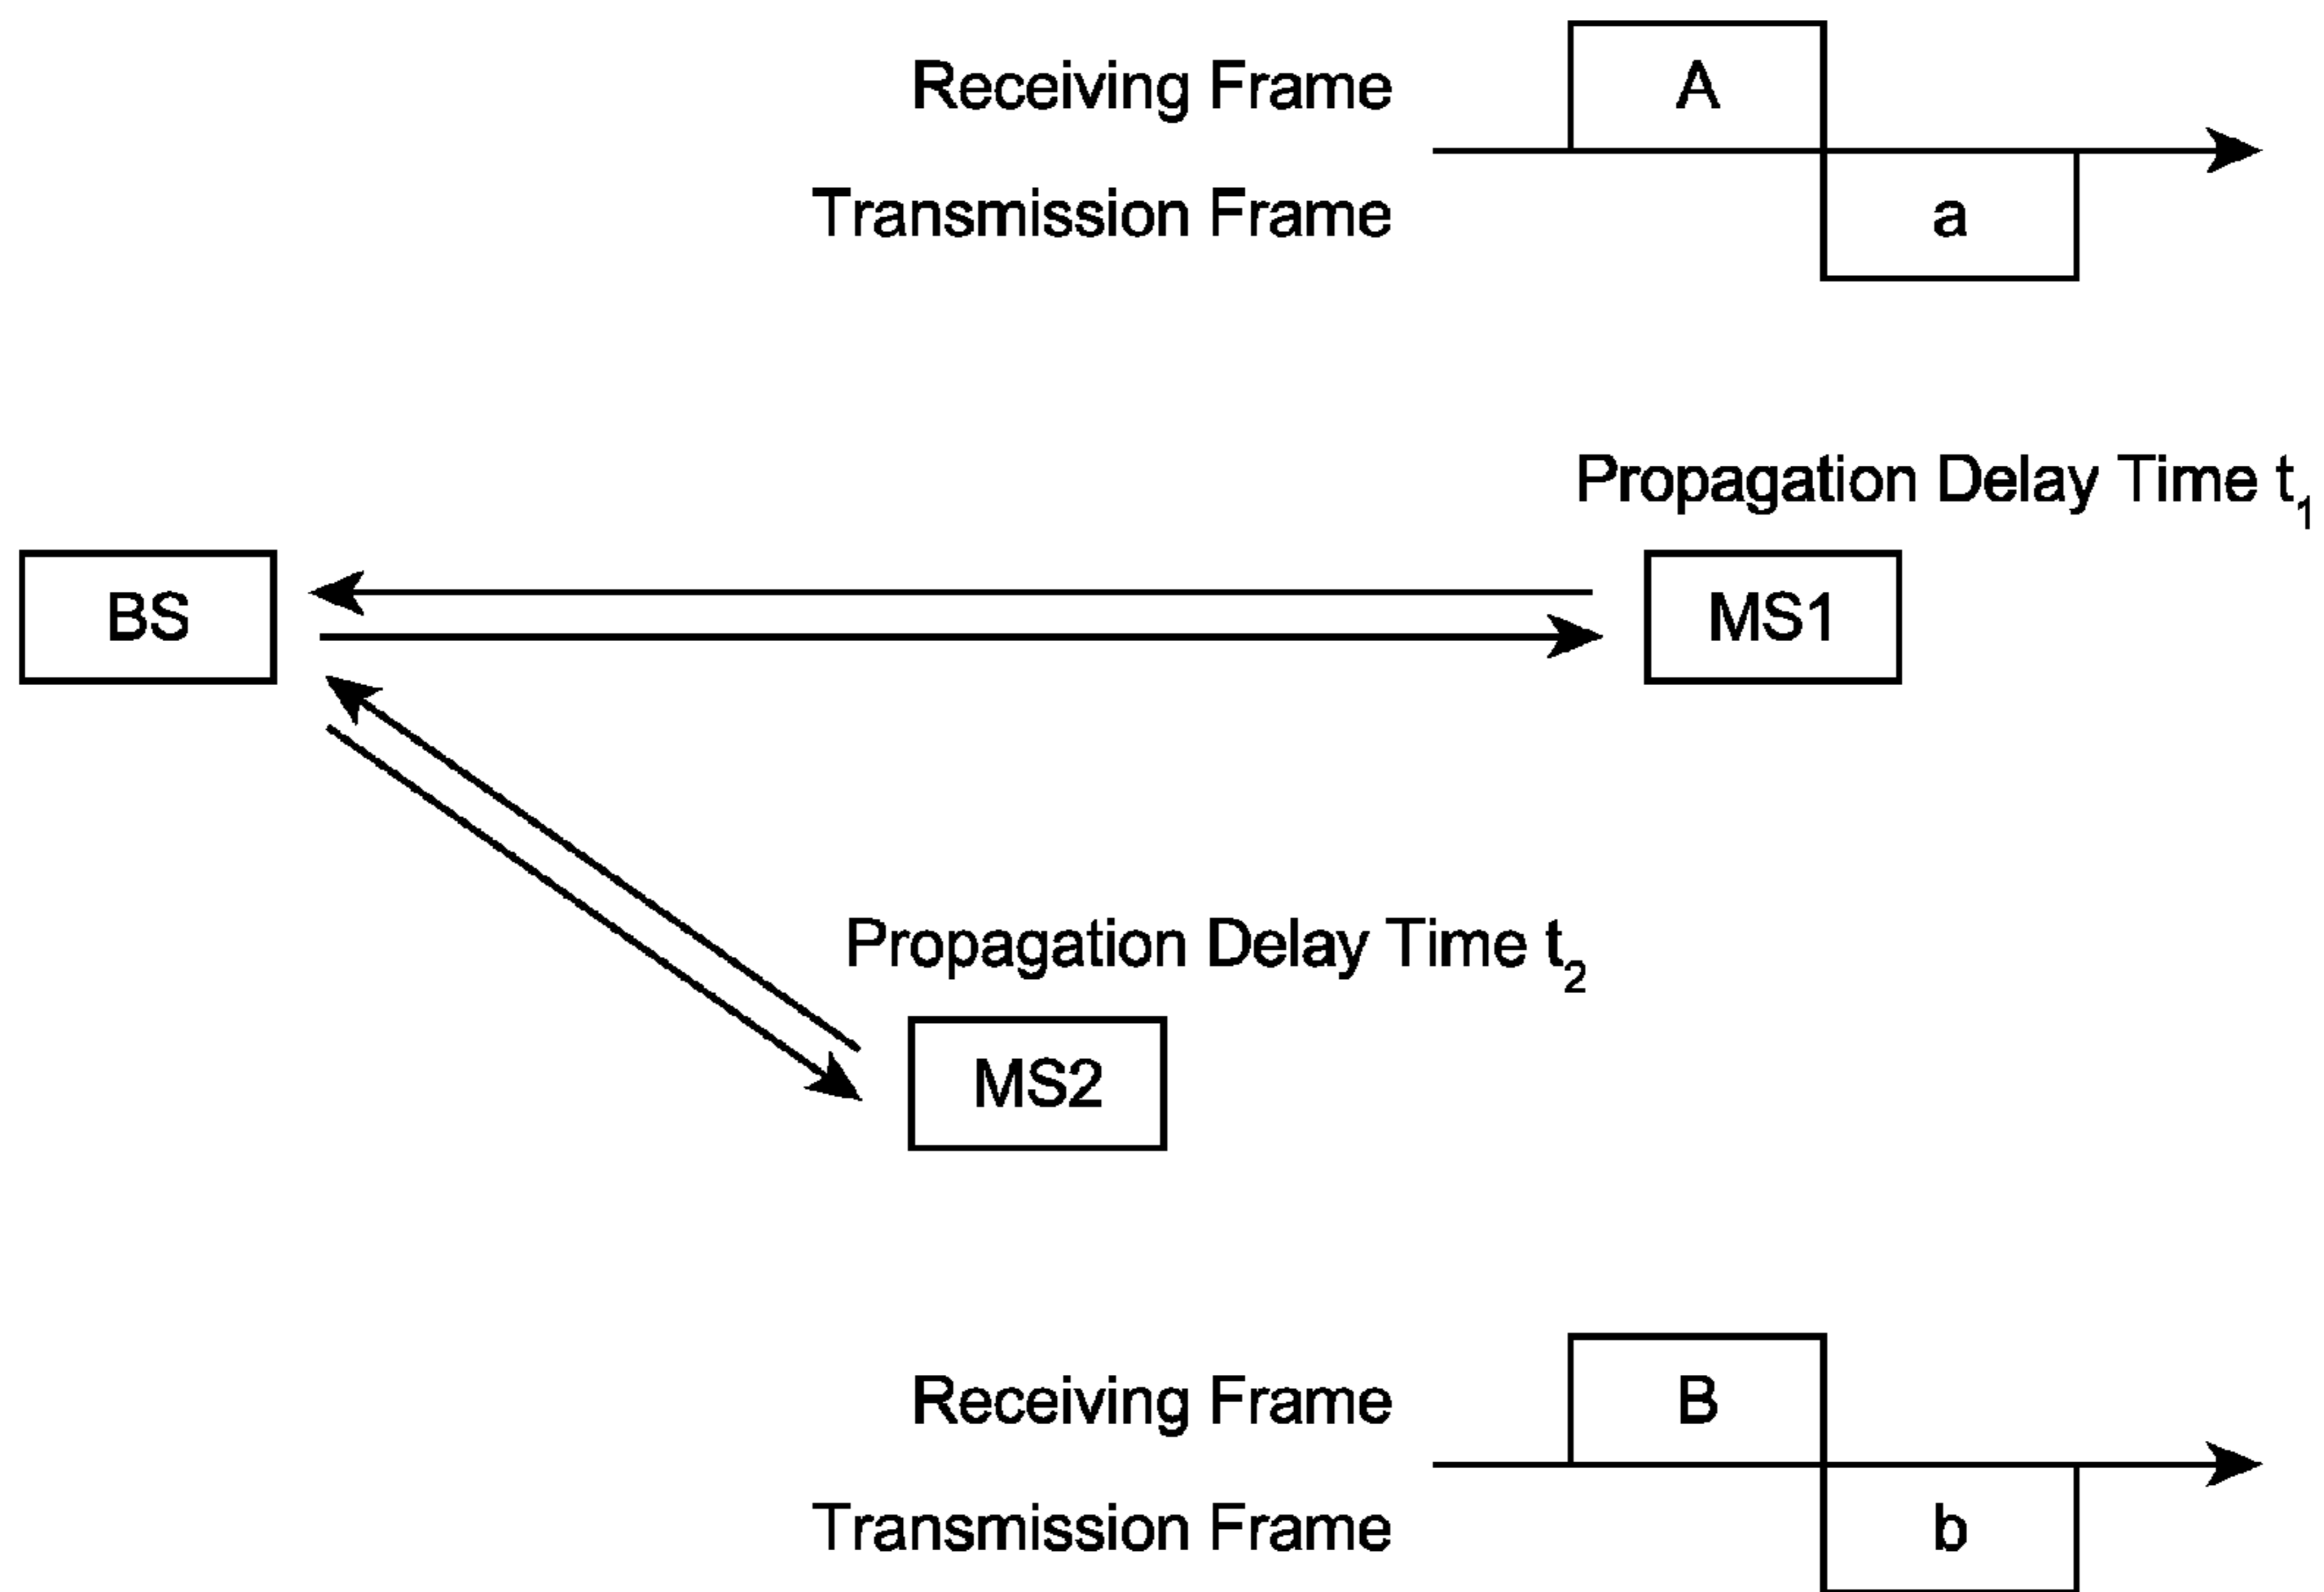 Receiving Frame
A
Transmission Frame
a
Propagation Delay Time t₁
BS
MS1
Propagation Delay Time t₂
MS2
Receiving Frame
B
Transmission Frame
b